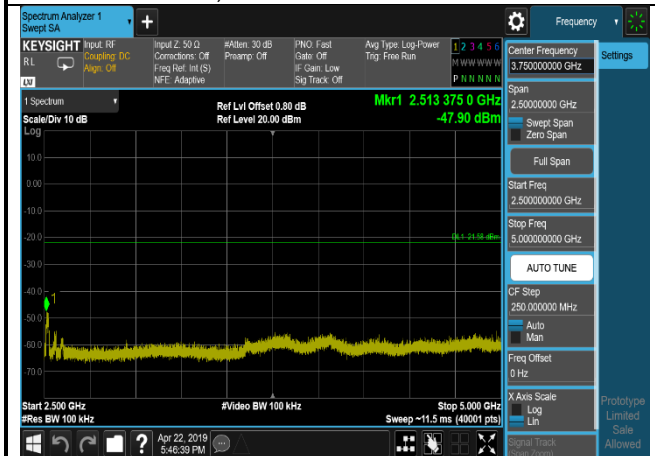 Spectrum Analyzer 1
Swept SA
+
Frequency
KEYSIGHT
RL
LXI
Input: RF
Coupling: DC
Align: Off
Input Z: 50 Ω
Corrections: Off
Freq Ref: Int (S)
NFE: Adaptive
#Atten: 30 dB
Preamp: Off
PNO: Fast
Gate: Off
IF Gain: Low
Sig Track: Off
Avg Type: Log-Power
Trig: Free Run
1 2 3 4 5 6
M W W W W W
P N N N N N
1 Spectrum
Scale/Div 10 dB
Log
Ref Lvl Offset 0.80 dB
Ref Level 20.00 dBm
Mkr1 2.513 375 0 GHz
-47.90 dBm
10.0
0.00
-10.0
-20.0
-30.0
-40.0
-50.0
-60.0
-70.0
DL1 -21.58 dBm
1
Start 2.500 GHz
#Res BW 100 kHz
#Video BW 100 kHz
Stop 5.000 GHz
Sweep ~11.5 ms (40001 pts)
?
Apr 22, 2019
5:46:39 PM
Center Frequency
3.750000000 GHz
Span
2.50000000 GHz
Swept Span
Zero Span
Full Span
Start Freq
2.500000000 GHz
Stop Freq
5.000000000 GHz
AUTO TUNE
CF Step
250.000000 MHz
Auto
Man
Freq Offset
0 Hz
X Axis Scale
Log
Lin
Signal Track
(Span Zoom)
Settings
Prototype
Limited
Sale
Allowed